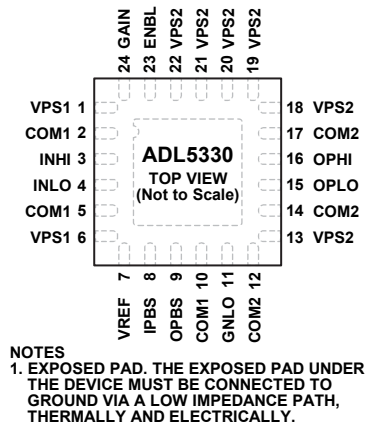 24 GAIN
23 ENBL
22 VPS2
21 VPS2
20 VPS2
19 VPS2
VPS1 1
COM1 2
INHI 3
INLO 4
COM1 5
VPS1 6
ADL5330
TOP VIEW
(Not to Scale)
18 VPS2
17 COM2
16 OPHI
15 OPLO
14 COM2
13 VPS2
VREF 7
IPBS 8
OPBS 9
COM1 10
GNLO 11
COM2 12
NOTES
1. EXPOSED PAD. THE EXPOSED PAD UNDER
THE DEVICE MUST BE CONNECTED TO
GROUND VIA A LOW IMPEDANCE PATH,
THERMALLY AND ELECTRICALLY.